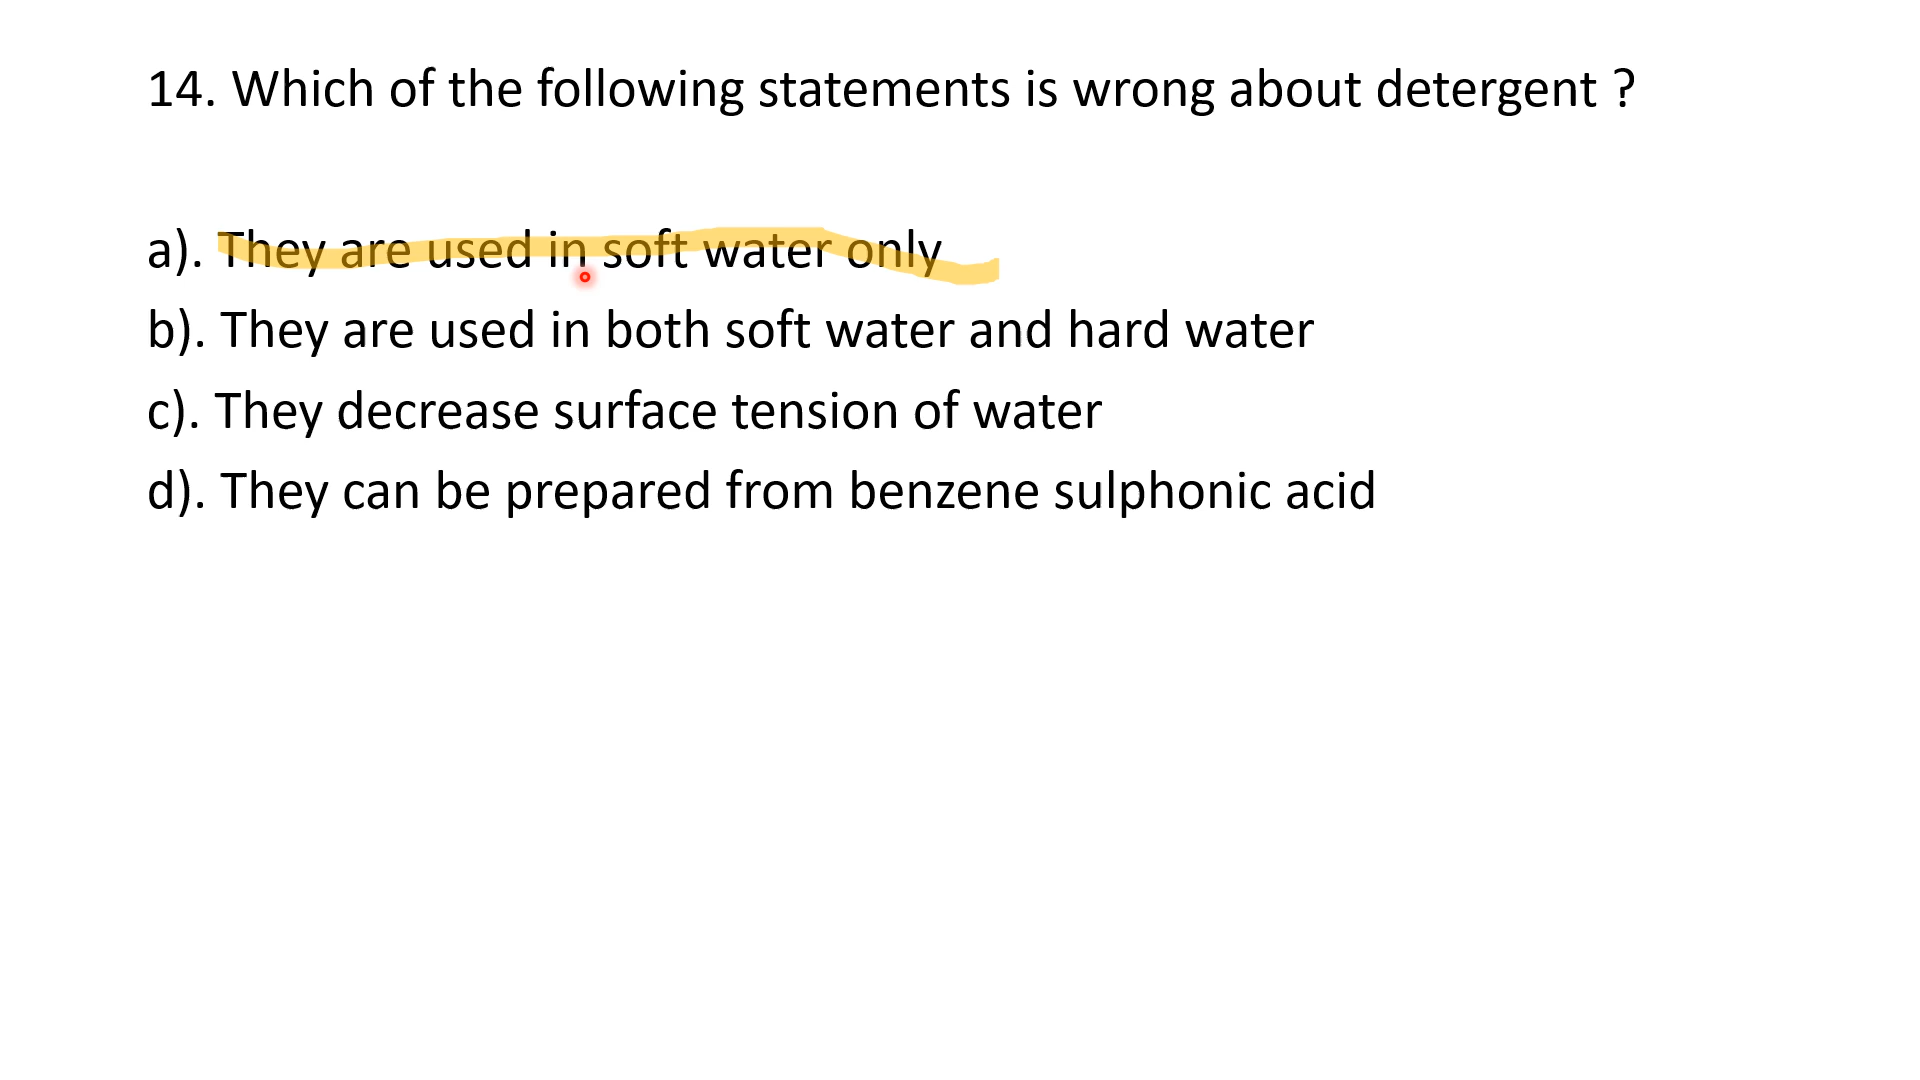 14. Which of the following statements is wrong about detergent ?
a). They are used in soft water only
b). They are used in both soft water and hard water
c). They decrease surface tension of water
d). They can be prepared from benzene sulphonic acid